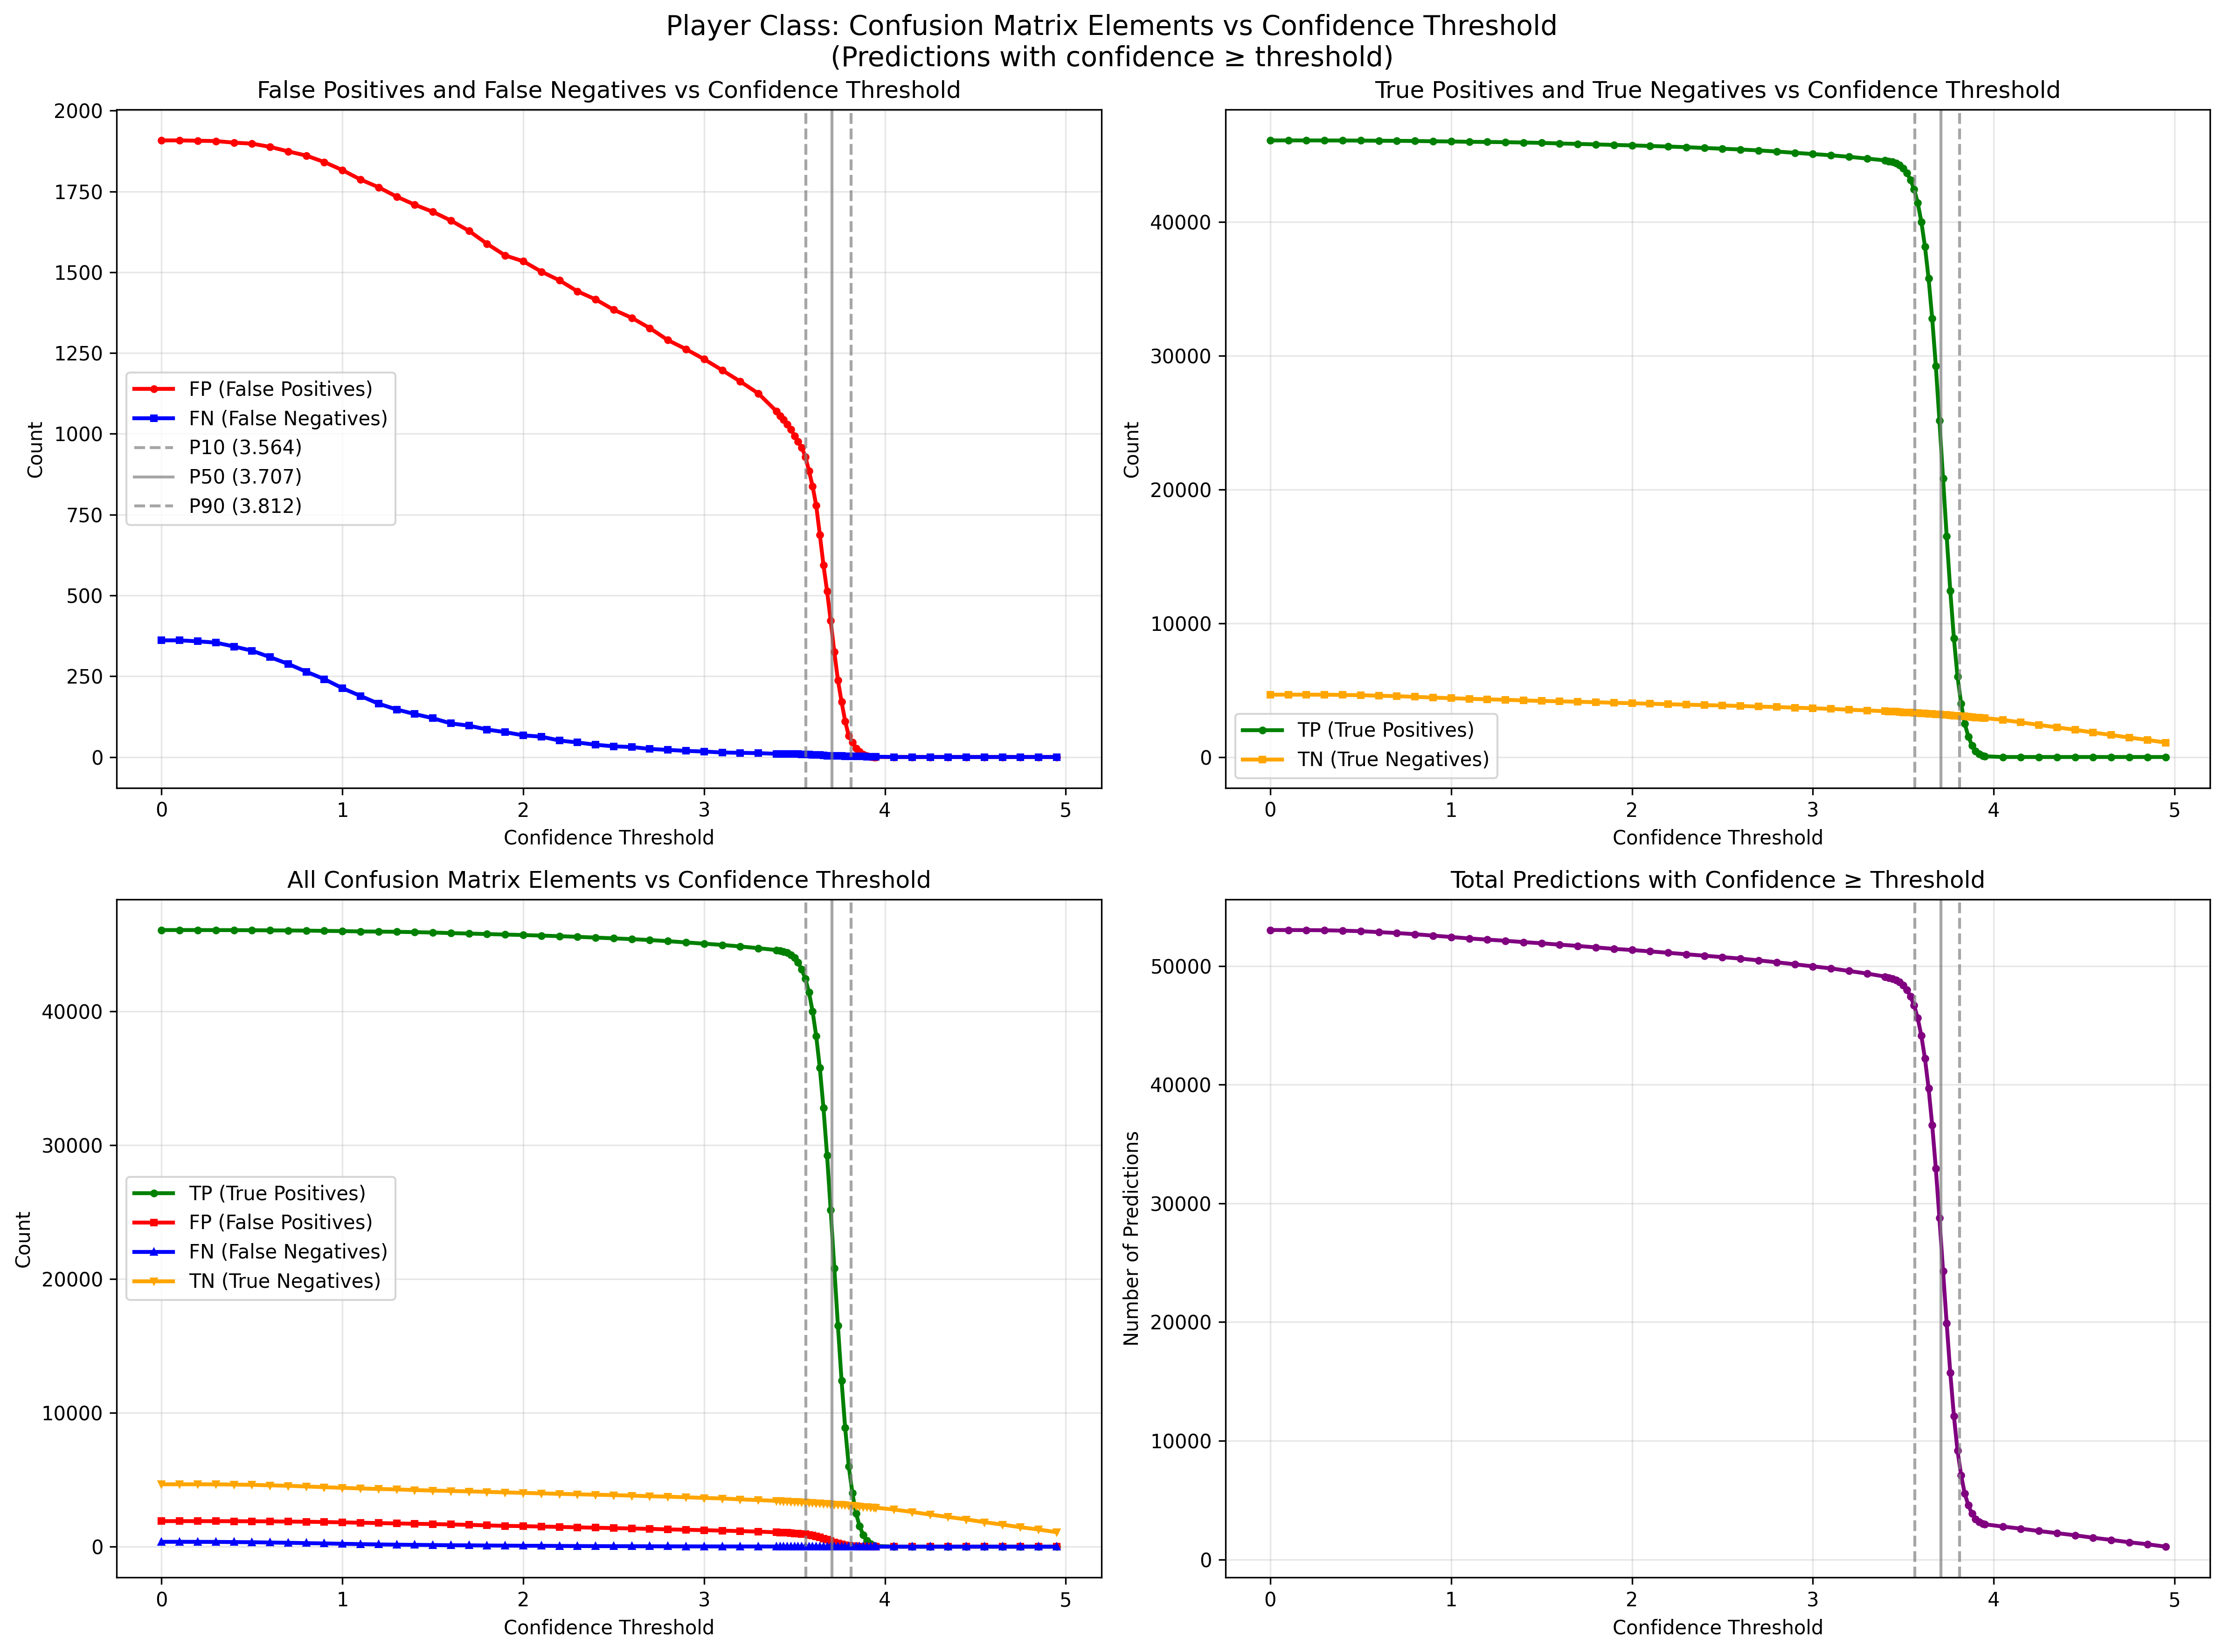 Player Class: Confusion Matrix Elements vs Confidence Threshold
(Predictions with confidence ≥ threshold)
False Positives and False Negatives vs Confidence Threshold
2000
1750
1500
1250
1000
750
500
250
0
Count
FP (False Positives)
FN (False Negatives)
P10 (3.564)
P50 (3.707)
P90 (3.812)
0 1 2 3 4 5
Confidence Threshold
True Positives and True Negatives vs Confidence Threshold
40000
30000
20000
10000
0
Count
TP (True Positives)
TN (True Negatives)
0 1 2 3 4 5
Confidence Threshold
All Confusion Matrix Elements vs Confidence Threshold
40000
30000
20000
10000
0
Count
TP (True Positives)
FP (False Positives)
FN (False Negatives)
TN (True Negatives)
0 1 2 3 4 5
Confidence Threshold
Total Predictions with Confidence ≥ Threshold
50000
40000
30000
20000
10000
0
Number of Predictions
0 1 2 3 4 5
Confidence Threshold